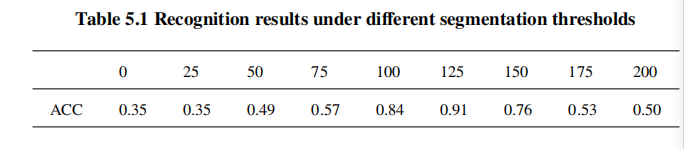 Table 5.1 Recognition results under different segmentation thresholds
0 25 50 75 100 125 150 175 200
ACC 0.35 0.35 0.49 0.57 0.84 0.91 0.76 0.53 0.50